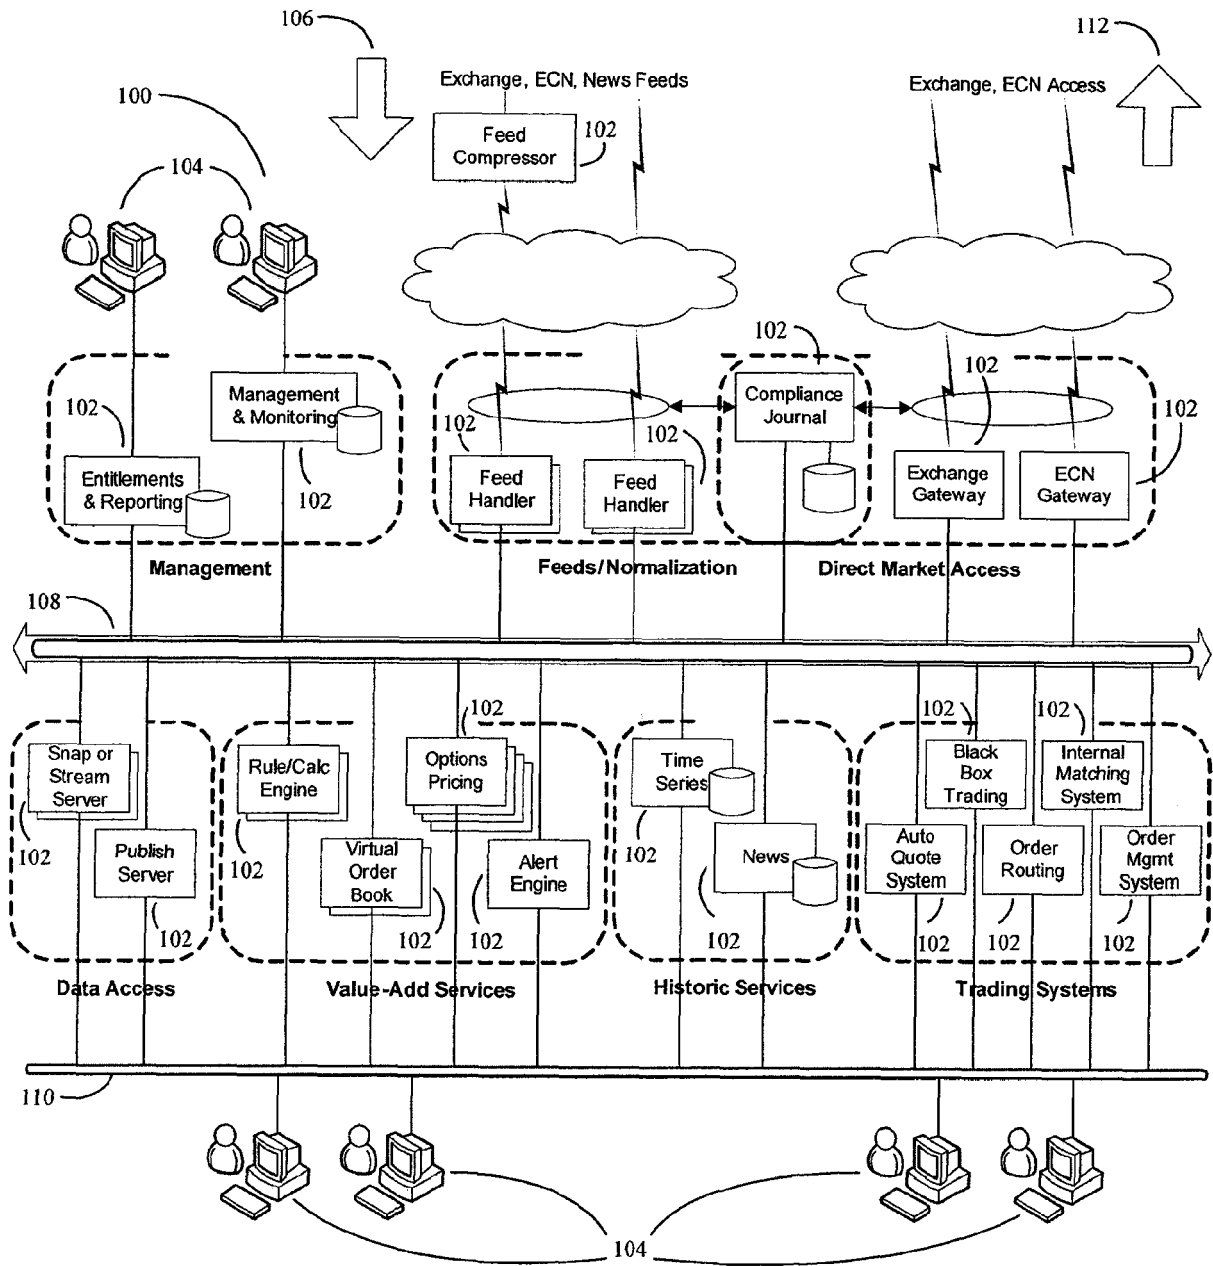 106
112
Exchange, ECN, News Feeds
Exchange, ECN Access
100
Feed
Compressor
102
104
102
Management
& Monitoring
102
Compliance
Journal
102
102
102
102
102
Entitlements
& Reporting
102
Feed
Handler
Feed
Handler
Exchange
Gateway
ECN
Gateway
Management
Feeds/Normalization
Direct Market Access
108
102
102
102
Snap or
Stream
Server
Rule/Calc
Engine
Options
Pricing
Time
Series
Black
Box
Trading
Internal
Matching
System
102
102
102
Publish
Server
Virtual
Order
Book
Alert
Engine
News
Auto
Quote
System
Order
Routing
Order
Mgmt
System
102
102
102
102
102
102
102
Data Access
Value-Add Services
Historic Services
Trading Systems
110
104